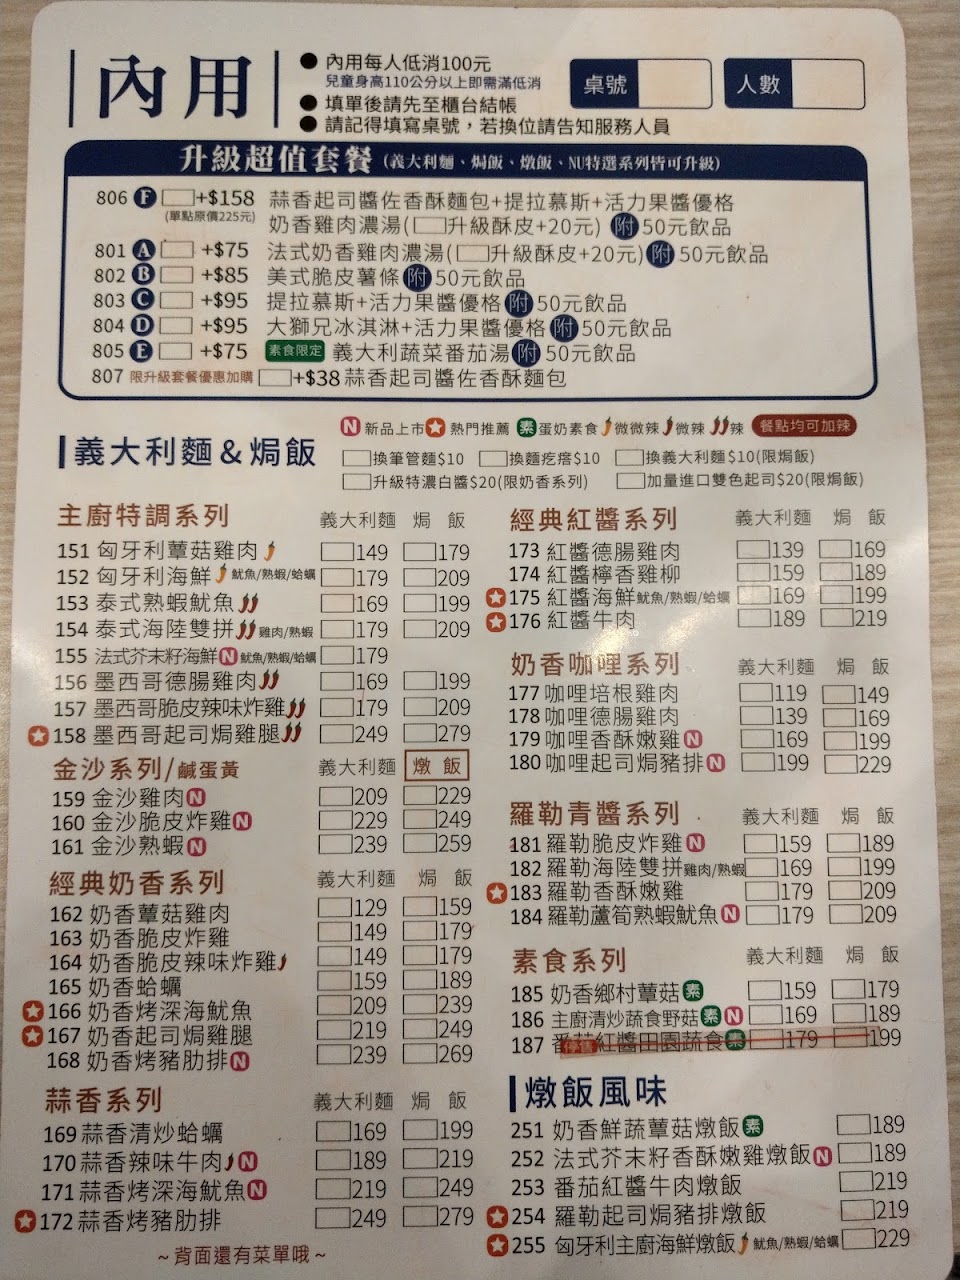 內用
● 內用每人低消100元
兒童身高110公分以上即需滿低消
● 填單後請先至櫃台結帳
● 請記得填寫桌號，若換位請告知服務人員
桌號
人數
升級超值套餐 (義大利麵、焗飯、燉飯、NU特選系列皆可升級)
806 F +$158 蒜香起司醬佐香酥麵包+提拉慕斯+活力果醬優格
(單點原價225元) 奶香雞肉濃湯(升級酥皮+20元) 附 50元飲品
801 A +$75 法式奶香雞肉濃湯(升級酥皮+20元) 附 50元飲品
802 B +$85 美式脆皮薯條 附 50元飲品
803 C +$95 提拉慕斯+活力果醬優格 附 50元飲品
804 D +$95 大獅兄冰淇淋+活力果醬優格 附 50元飲品
805 E +$75 素食限定 義大利蔬菜番茄湯 附 50元飲品
807 限升級套餐優惠加購 +$38 蒜香起司醬佐香酥麵包
N 新品上市 熱門推薦 素 蛋奶素食 微微辣 微辣 辣 餐點均可加辣
義大利麵&焗飯
換筆管麵$10 換麵疙瘩$10 換義大利麵$10(限焗飯)
升級特濃白醬$20(限奶香系列) 加量進口雙色起司$20(限焗飯)
主廚特調系列 義大利麵 焗 飯
151 匈牙利蕈菇雞肉 149 179
152 匈牙利海鮮 魷魚/熟蝦/蛤蠣 179 209
153 泰式熟蝦魷魚 169 199
154 泰式海陸雙拼 雞肉/熟蝦 179 209
155 法式芥末籽海鮮 N 魷魚/熟蝦/蛤蠣 179
156 墨西哥德腸雞肉 169 199
157 墨西哥脆皮辣味炸雞 179 209
158 墨西哥起司焗雞腿 249 279
金沙系列/鹹蛋黃 義大利麵 燉 飯
159 金沙雞肉 N 209 229
160 金沙脆皮炸雞 N 229 249
161 金沙熟蝦 N 239 259
經典奶香系列 義大利麵 焗 飯
162 奶香蕈菇雞肉 129 159
163 奶香脆皮炸雞 149 179
164 奶香脆皮辣味炸雞 149 179
165 奶香蛤蠣 159 189
166 奶香烤深海魷魚 209 239
167 奶香起司焗雞腿 219 249
168 奶香烤豬肋排 N 239 269
蒜香系列 義大利麵 焗 飯
169 蒜香清炒蛤蠣 169 199
170 蒜香辣味牛肉 N 189 219
171 蒜香烤深海魷魚 N 219 249
172 蒜香烤豬肋排 249 279
~背面還有菜單哦~
經典紅醬系列 義大利麵 焗 飯
173 紅醬德腸雞肉 139 169
174 紅醬檸香雞柳 159 189
175 紅醬海鮮 魷魚/熟蝦/蛤蠣 169 199
176 紅醬牛肉 189 219
奶香咖哩系列 義大利麵 焗 飯
177 咖哩培根雞肉 119 149
178 咖哩德腸雞肉 139 169
179 咖哩香酥嫩雞 N 169 199
180 咖哩起司焗豬排 N 199 229
羅勒青醬系列 義大利麵 焗 飯
181 羅勒脆皮炸雞 N 159 189
182 羅勒海陸雙拼 雞肉/熟蝦 169 199
183 羅勒香酥嫩雞 179 209
184 羅勒蘆筍熟蝦魷魚 N 179 209
素食系列 義大利麵 焗 飯
185 奶香鄉村蕈菇 素 159 179
186 主廚清炒蔬食野菇 素 N 169 189
187 番茄紅醬田園蔬食 素 179 199
燉飯風味
251 奶香鮮蔬蕈菇燉飯 素 189
252 法式芥末籽香酥嫩雞燉飯 N 189
253 番茄紅醬牛肉燉飯 219
254 羅勒起司焗豬排燉飯 219
255 匈牙利主廚海鮮燉飯 魷魚/熟蝦/蛤蠣 229